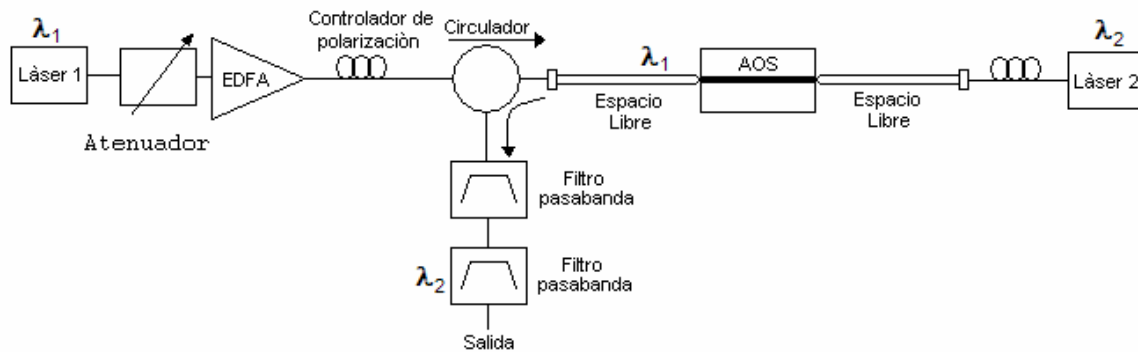 λ1
Làser 1
Atenuador
EDFA
Controlador de
polarizaciòn
Circulador
λ1
Espacio
Libre
AOS
Espacio
Libre
λ2
Làser 2
Filtro
pasabanda
λ2
Filtro
pasabanda
Salida